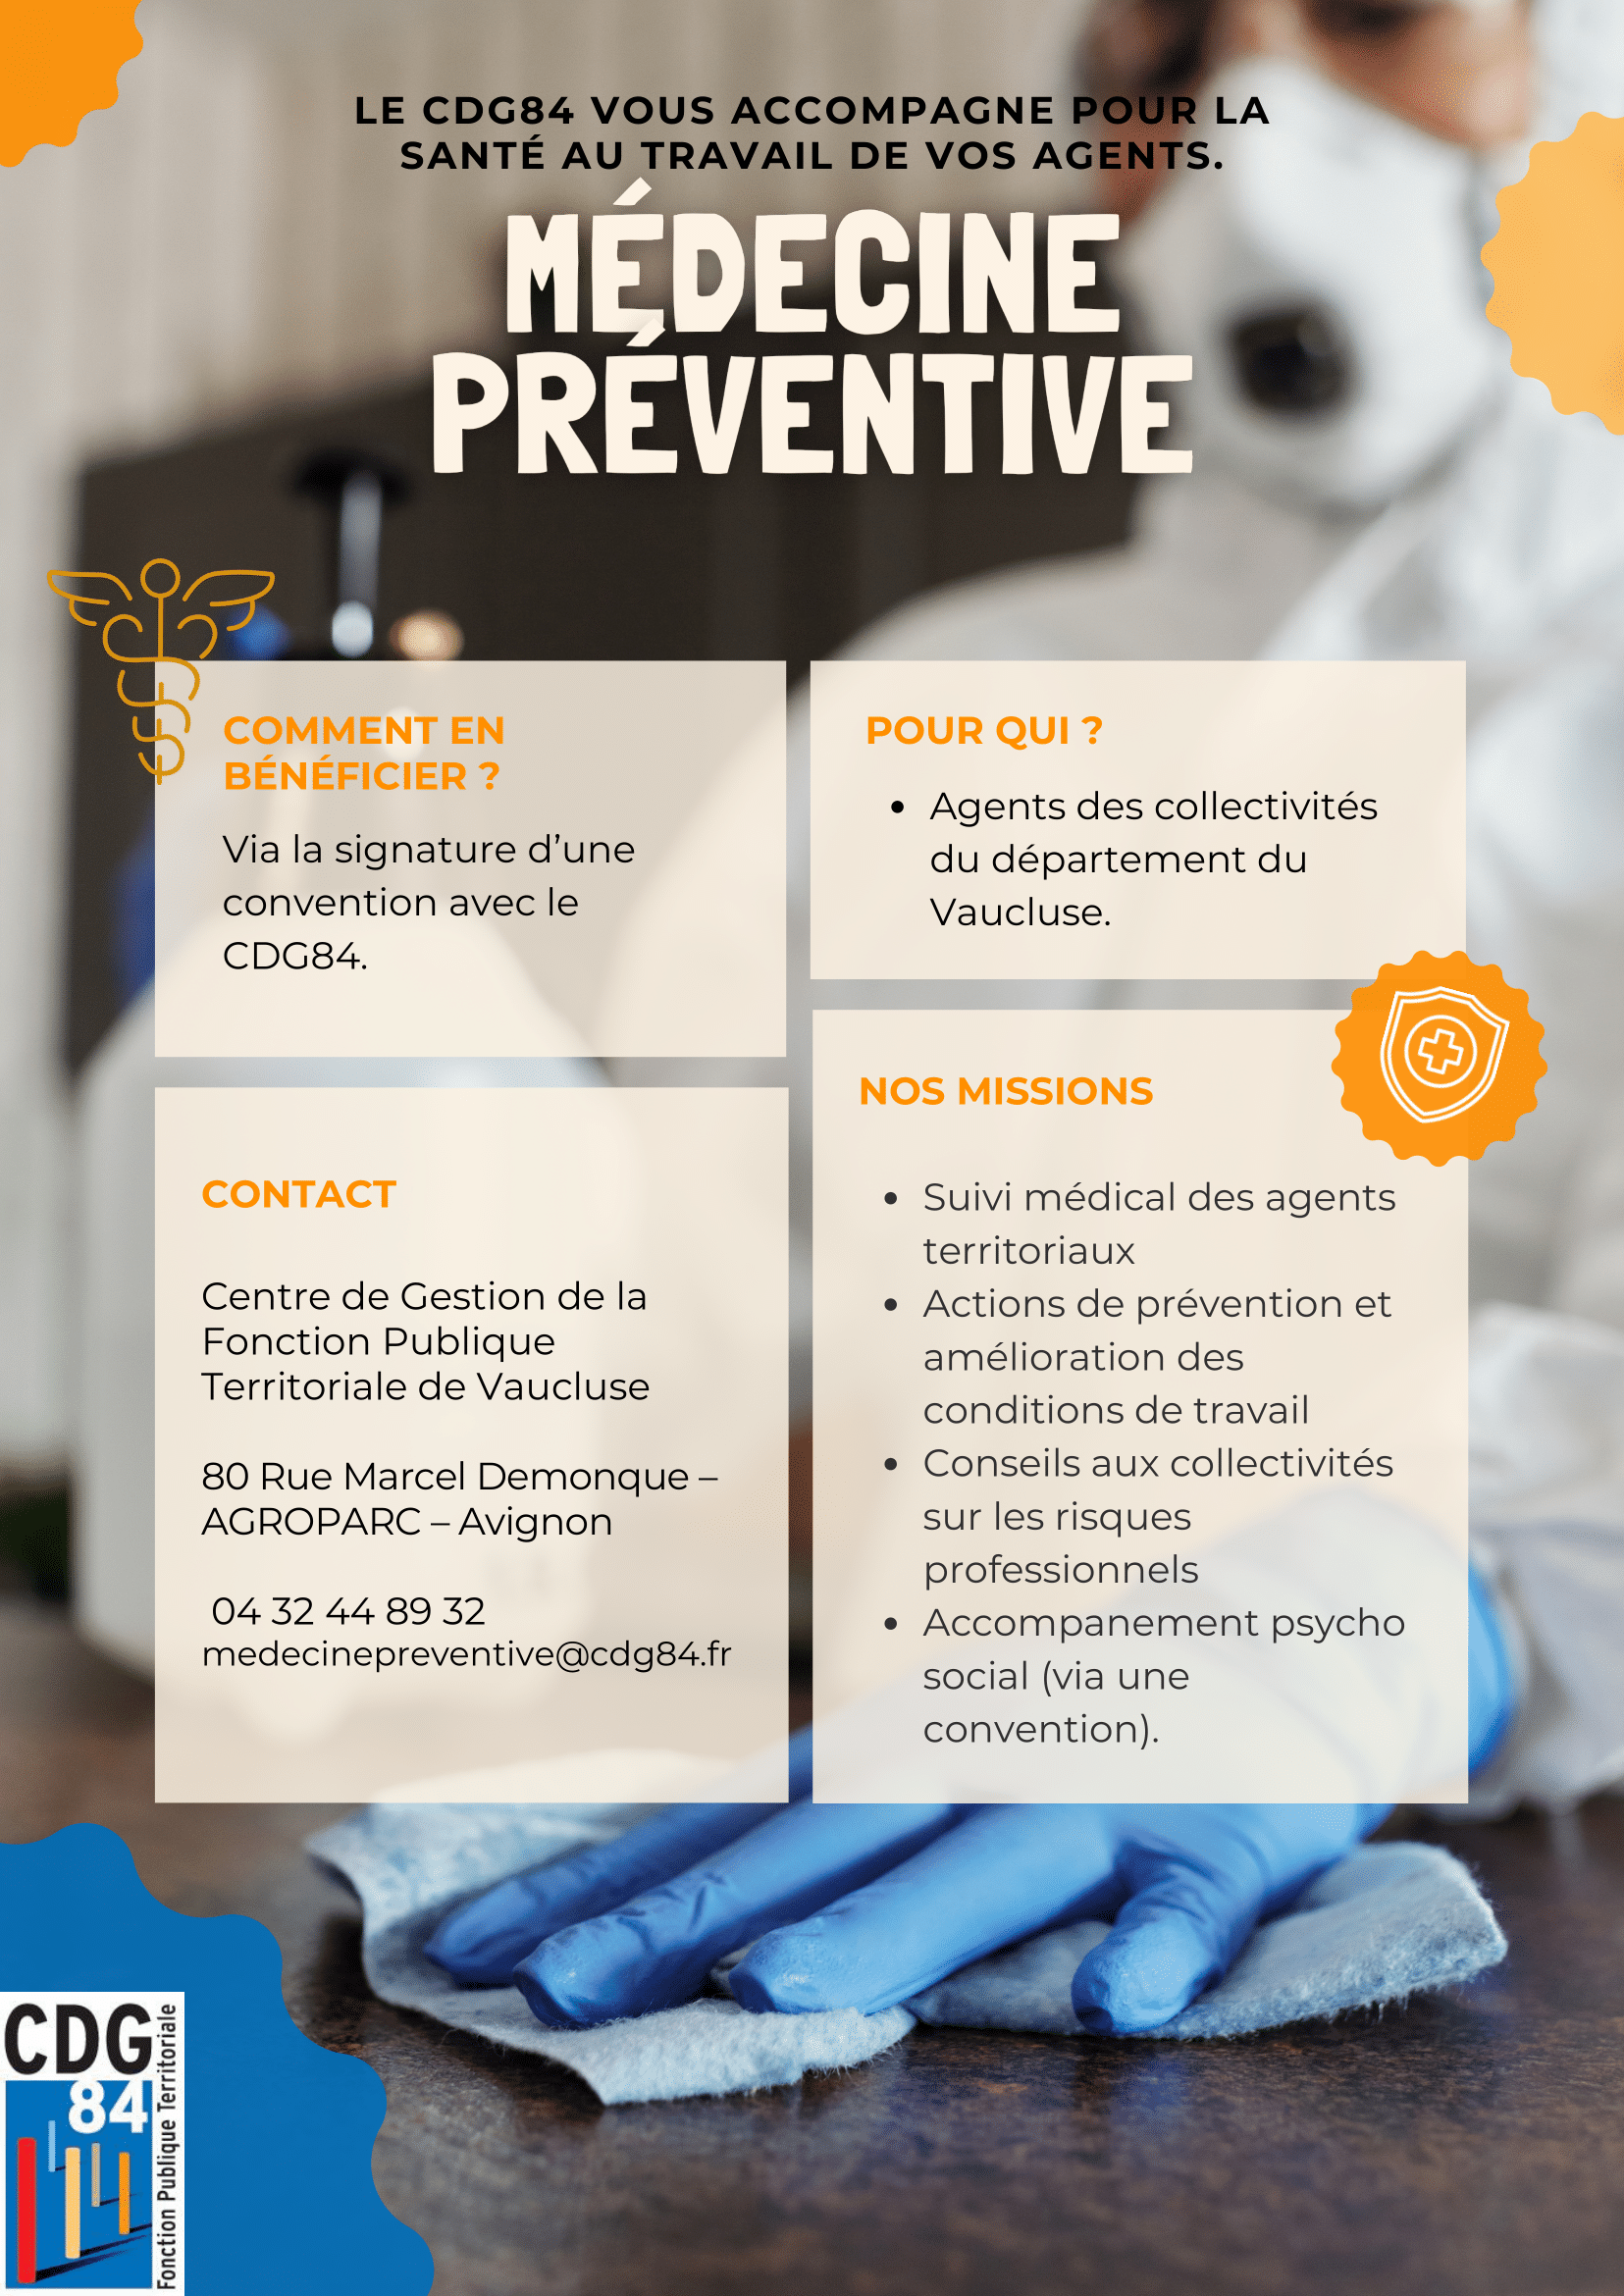 LE CDG84 VOUS ACCOMPAGNE POUR LA
SANTÉ AU TRAVAIL DE VOS AGENTS.
MÉDECINE
PRÉVENTIVE
COMMENT EN
BÉNÉFICIER ?
Via la signature d’une
convention avec le
CDG84.
POUR QUI ?
• Agents des collectivités
du département du
Vaucluse.
CONTACT
Centre de Gestion de la
Fonction Publique
Territoriale de Vaucluse
80 Rue Marcel Demonque –
AGROPARC – Avignon
04 32 44 89 32
medecinepreventive@cdg84.fr
NOS MISSIONS
• Suivi médical des agents
territoriaux
• Actions de prévention et
amélioration des
conditions de travail
• Conseils aux collectivités
sur les risques
professionnels
• Accompanement psycho
social (via une
convention).
CDG
84
Fonction Publique Territoriale